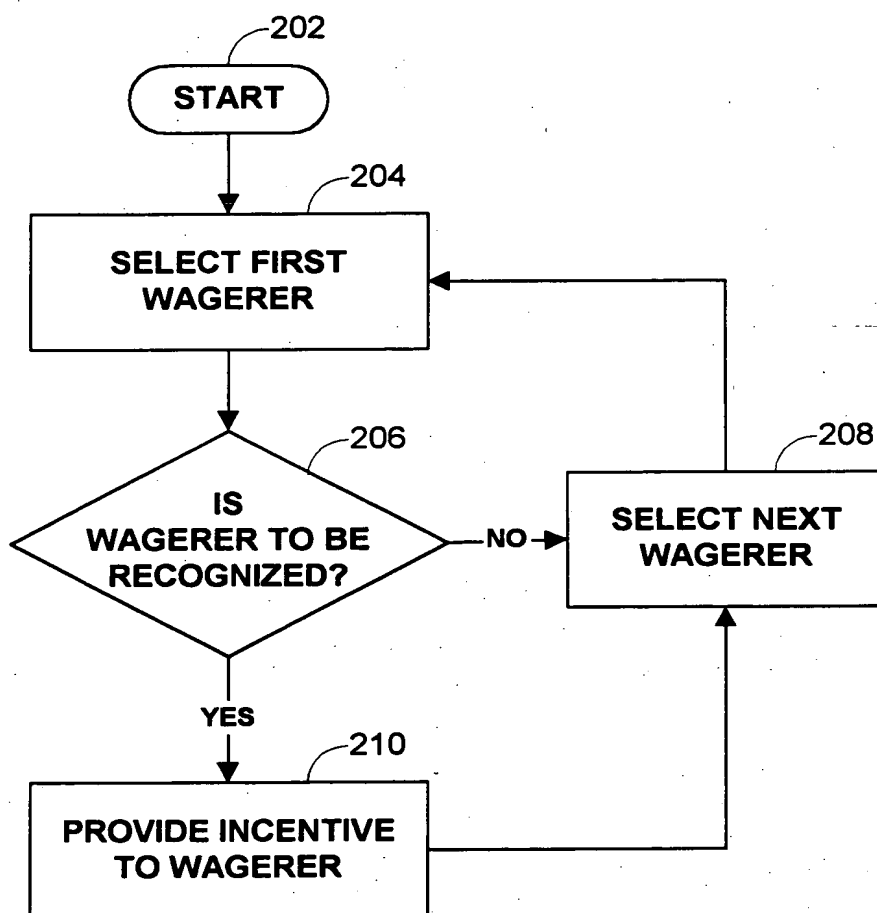 202
START
204
SELECT FIRST
WAGERER
206
IS
WAGERER TO BE
RECOGNIZED?
NO
208
SELECT NEXT
WAGERER
YES
210
PROVIDE INCENTIVE
TO WAGERER